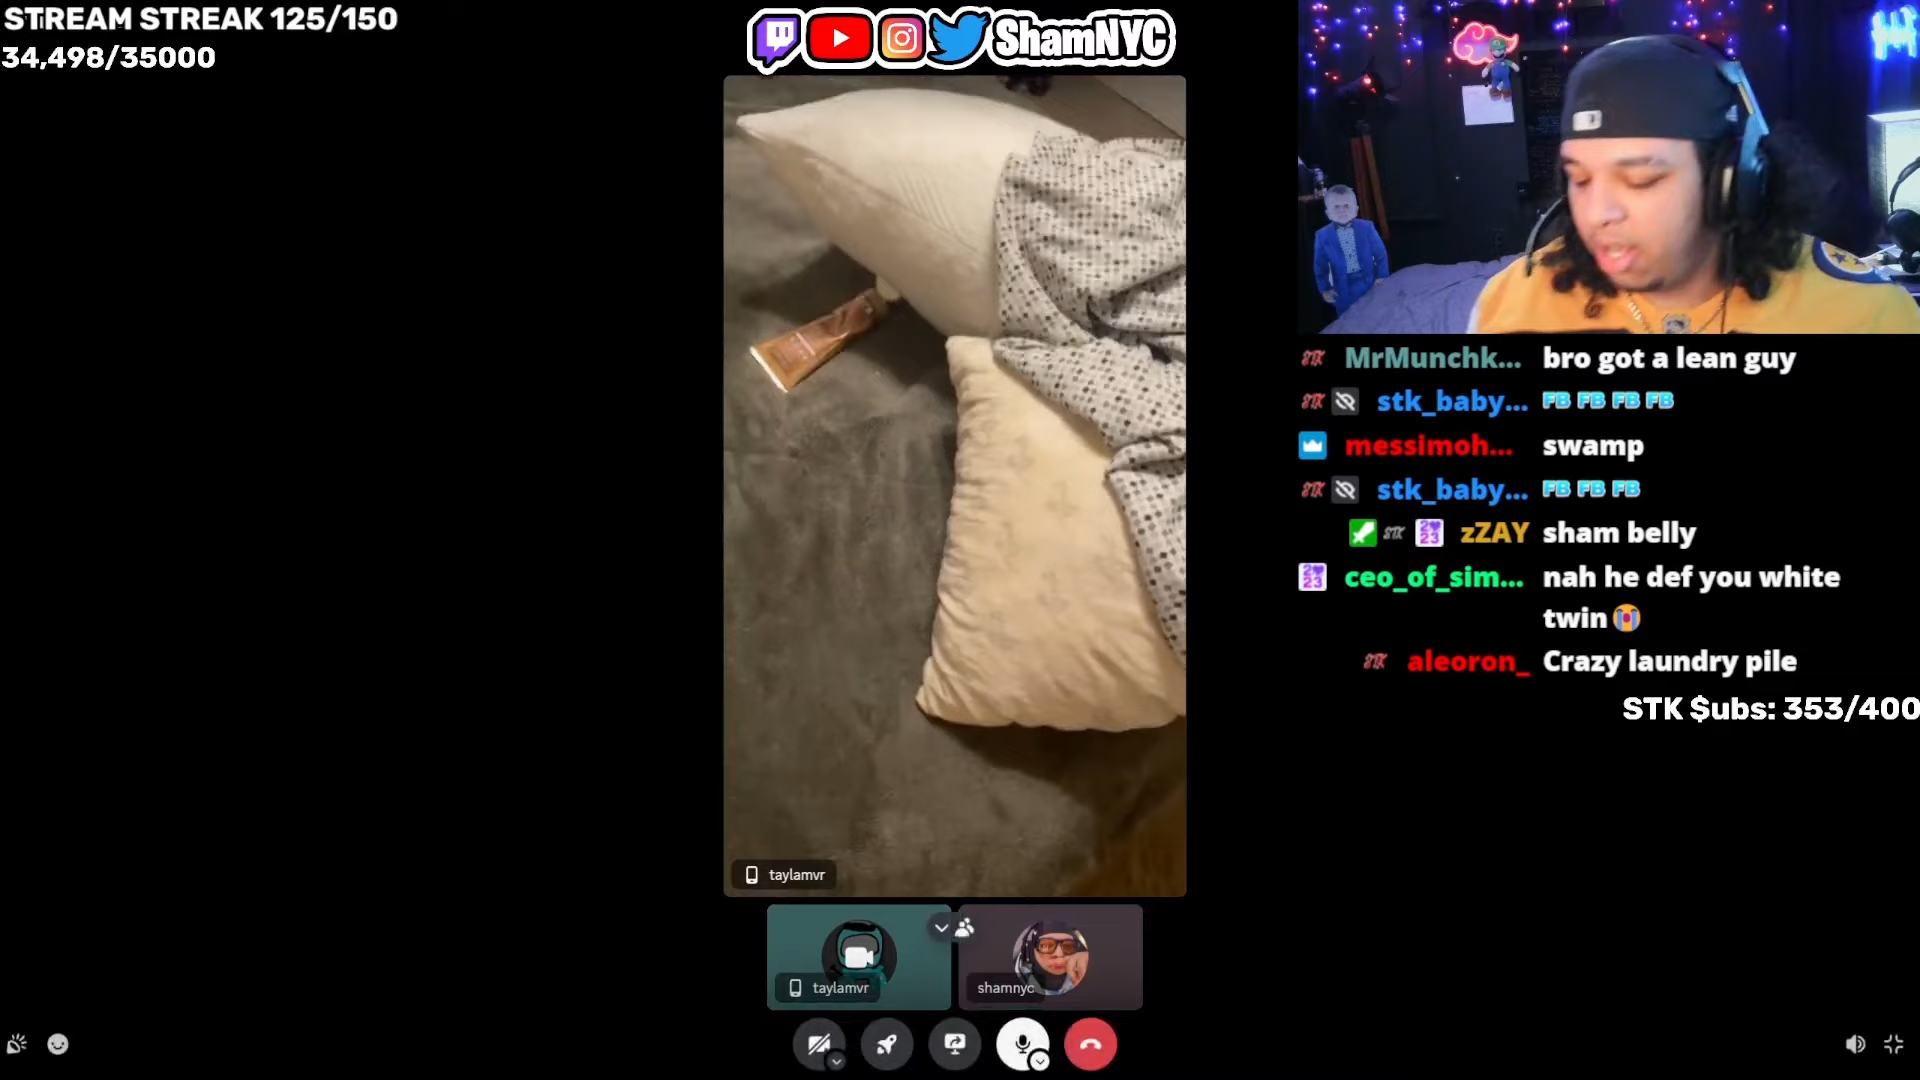 STREAM STREAK 125/150
34,498/35000
ShamNYC
MrMunchk... bro got a lean guy
stk_baby... FB FB FB FB
messimoh... swamp
stk_baby... FB FB FB
zZAY sham belly
ceo_of_sim... nah he def you white
twin😭
aleoron_ Crazy laundry pile
STK $ubs: 353/400
taylamvr
taylamvr
shamnyc